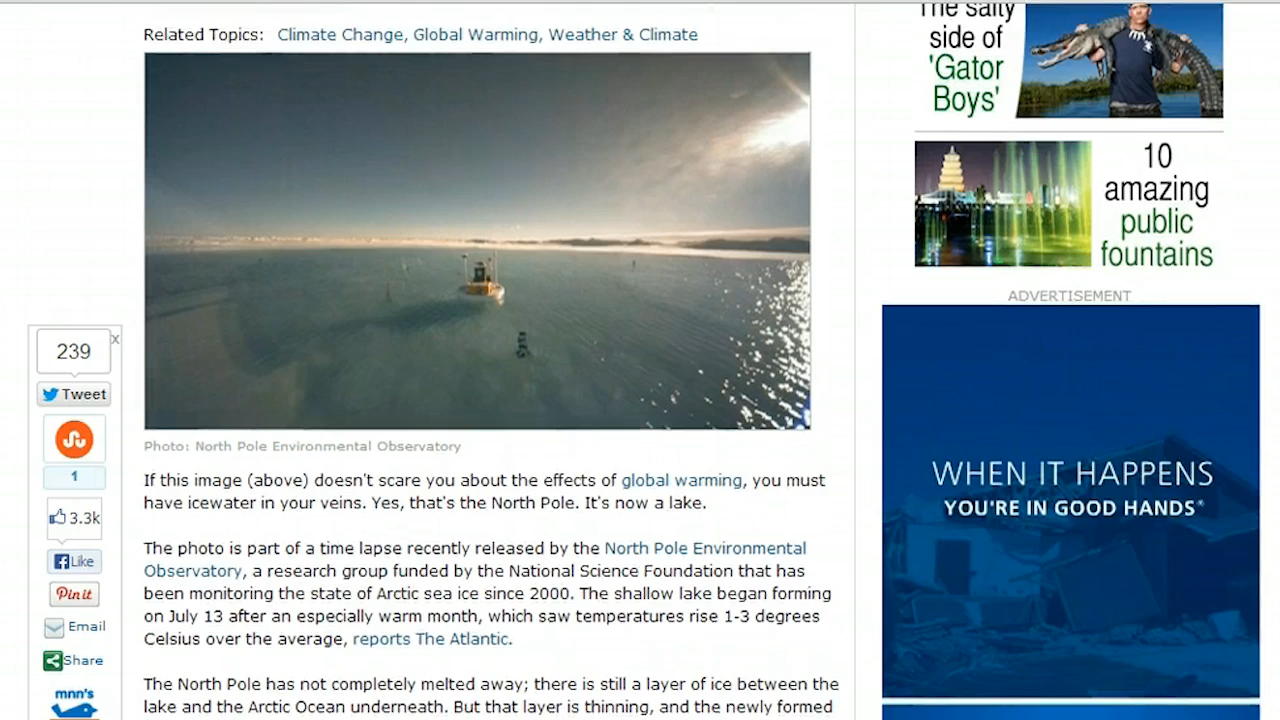 Related Topics: Climate Change, Global Warming, Weather & Climate
Photo: North Pole Environmental Observatory
If this image (above) doesn't scare you about the effects of global warming, you must
have icewater in your veins. Yes, that's the North Pole. It's now a lake.
The photo is part of a time lapse recently released by the North Pole Environmental
Observatory, a research group funded by the National Science Foundation that has
been monitoring the state of Arctic sea ice since 2000. The shallow lake began forming
on July 13 after an especially warm month, which saw temperatures rise 1-3 degrees
Celsius over the average, reports The Atlantic.
The North Pole has not completely melted away; there is still a layer of ice between the
lake and the Arctic Ocean underneath. But that layer is thinning, and the newly formed
239
x
Tweet
1
3.3k
Like
Pin it
Email
Share
mnn's
The salty
side of
'Gator
Boys'
10
amazing
public
fountains
ADVERTISEMENT
WHEN IT HAPPENS
YOU'RE IN GOOD HANDS®